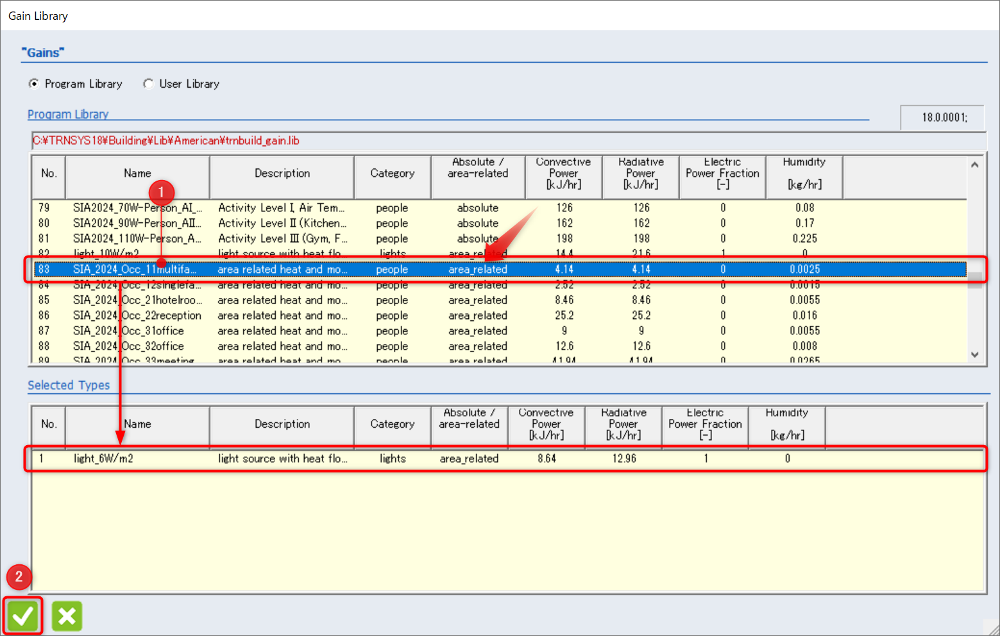 Gain Library
"Gains"
Program Library User Library
Program Library
18.0.0001;
C:¥TRNSYS18¥Building¥Lib¥American¥trnbuild_gain.lib
No. Name Description Category Absolute / area-related Convective Power [kJ/hr] Radiative Power [kJ/hr] Electric Power Fraction [-] Humidity [kg/hr]
1
79 SIA2024_70W-Person_AI_... Activity Level I, Air Tem... people absolute 126 126 0 0.08
80 SIA2024_90W-Person_AII... Activity Level II (Kitchen... people absolute 162 162 0 0.17
81 SIA2024_110W-Person_A... Activity Level III (Gym, F... people absolute 198 198 0 0.225
82 light_10W/m2 light source with heat flo... lights area_related 14.4 21.6 1 0
83 SIA_2024_Occ_11multifa... area related heat and mo... people area_related 4.14 4.14 0 0.0025
84 SIA_2024_Occ_12singlefa... area related heat and mo... people area_related 2.52 2.52 0 0.0015
85 SIA_2024_Occ_21hotelroo... area related heat and mo... people area_related 8.46 8.46 0 0.0055
86 SIA_2024_Occ_22reception area related heat and mo... people area_related 25.2 25.2 0 0.016
87 SIA_2024_Occ_31office area related heat and mo... people area_related 9 9 0 0.0055
88 SIA_2024_Occ_32office area related heat and mo... people area_related 12.6 12.6 0 0.008
89 SIA_2024_Occ_33meeting area related heat and mo... people area_related 41.94 41.94 0 0.0265
Selected Types
No. Name Description Category Absolute / area-related Convective Power [kJ/hr] Radiative Power [kJ/hr] Electric Power Fraction [-] Humidity [kg/hr]
1 light_6W/m2 light source with heat flo... lights area_related 8.64 12.96 1 0
2